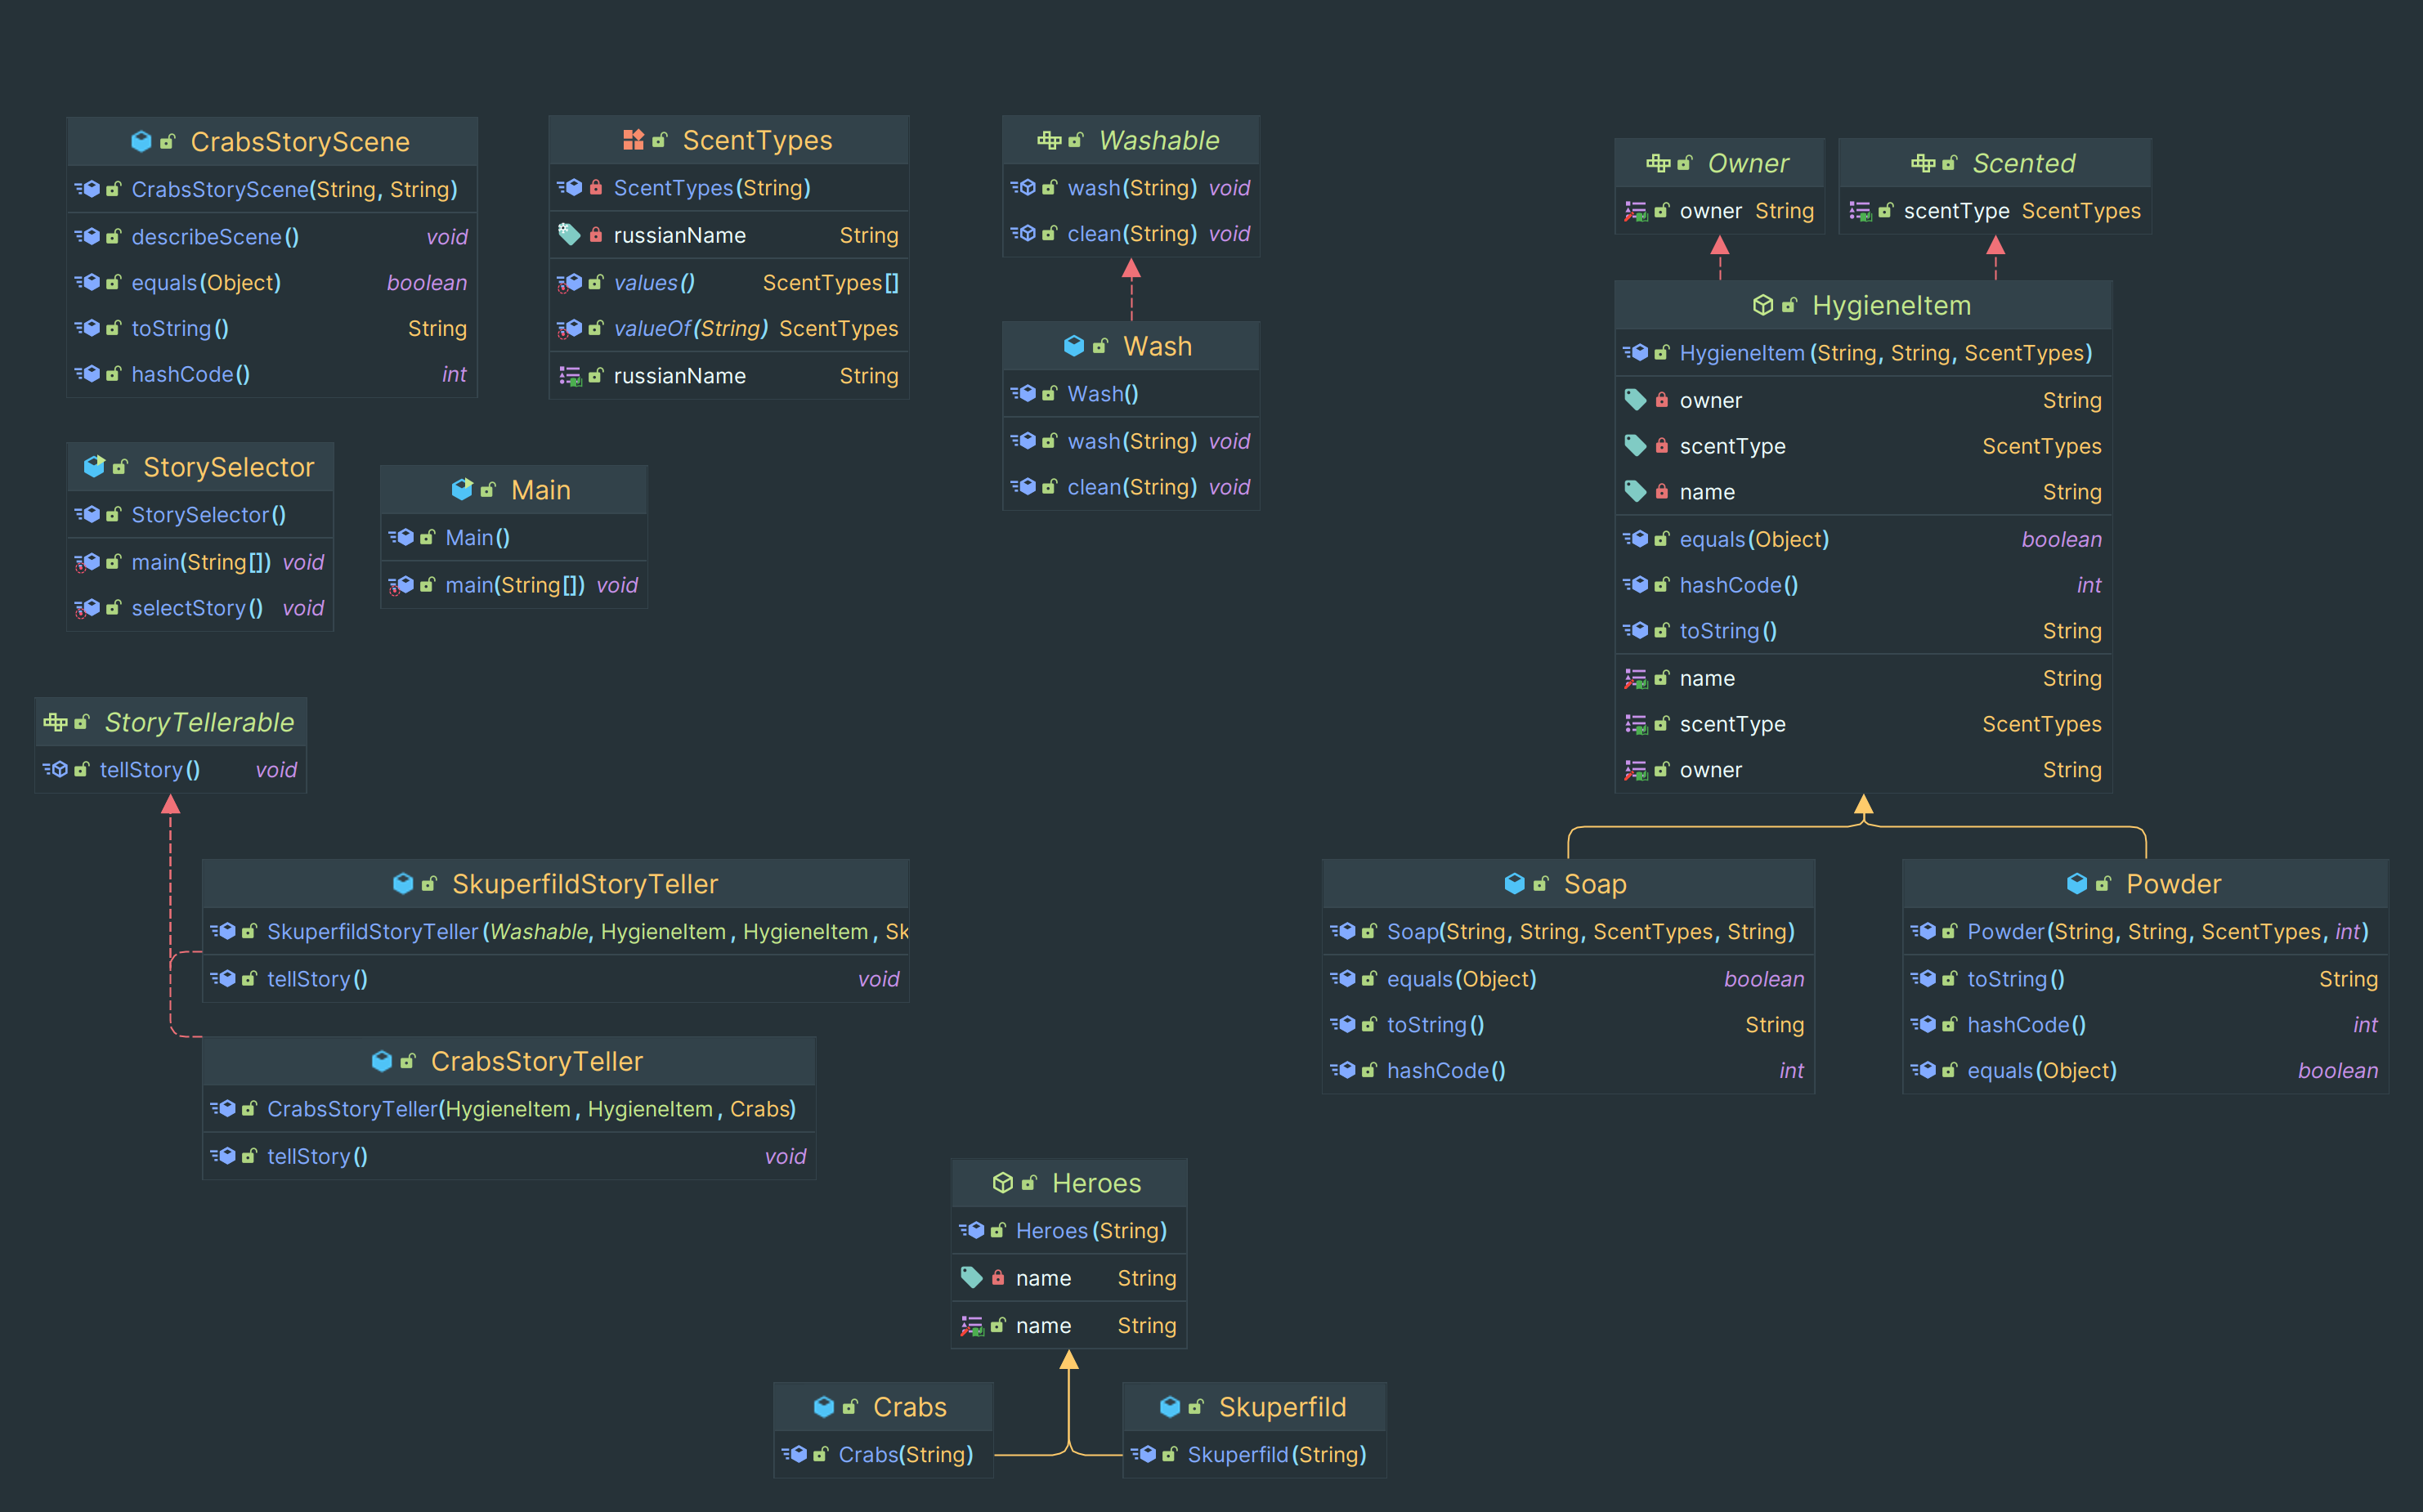 CrabsStoryScene
CrabsStoryScene(String, String)
describeScene() void
equals(Object) boolean
toString() String
hashCode() int
ScentTypes
ScentTypes(String)
russianName String
values() ScentTypes[]
valueOf(String) ScentTypes
russianName String
Washable
wash(String) void
clean(String) void
Wash
Wash()
wash(String) void
clean(String) void
Owner
owner String
Scented
scentType ScentTypes
HygieneItem
HygieneItem(String, String, ScentTypes)
owner String
scentType ScentTypes
name String
equals(Object) boolean
hashCode() int
toString() String
name String
scentType ScentTypes
owner String
StorySelector
StorySelector()
main(String[]) void
selectStory() void
Main
Main()
main(String[]) void
StoryTellerable
tellStory() void
SkuperfildStoryTeller
SkuperfildStoryTeller(Washable, HygieneItem, HygieneItem, Sk
tellStory() void
CrabsStoryTeller
CrabsStoryTeller(HygieneItem, HygieneItem, Crabs)
tellStory() void
Soap
Soap(String, String, ScentTypes, String)
equals(Object) boolean
toString() String
hashCode() int
Powder
Powder(String, String, ScentTypes, int)
toString() String
hashCode() int
equals(Object) boolean
Heroes
Heroes(String)
name String
name String
Crabs
Crabs(String)
Skuperfild
Skuperfild(String)